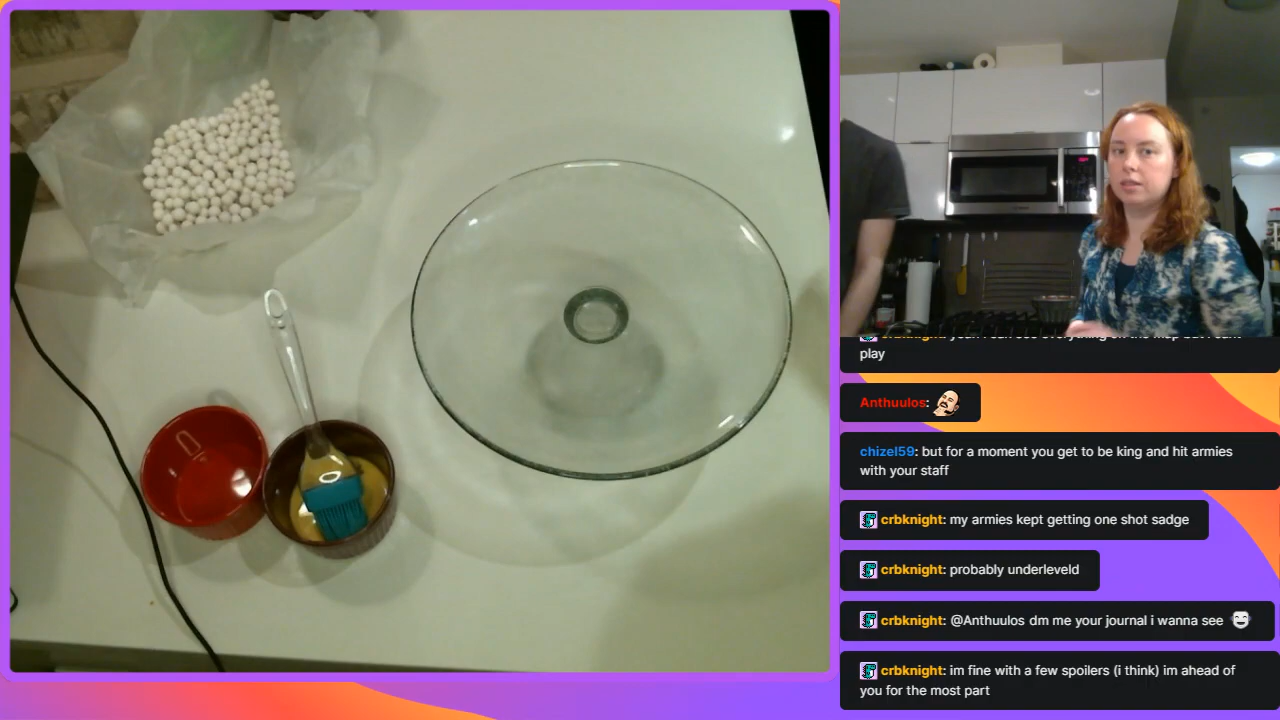 play
Anthuulos:
chizel59: but for a moment you get to be king and hit armies
with your staff
crbknight: my armies kept getting one shot sadge
crbknight: probably underleveld
crbknight: @Anthuulos dm me your journal i wanna see
crbknight: im fine with a few spoilers (i think) im ahead of
you for the most part